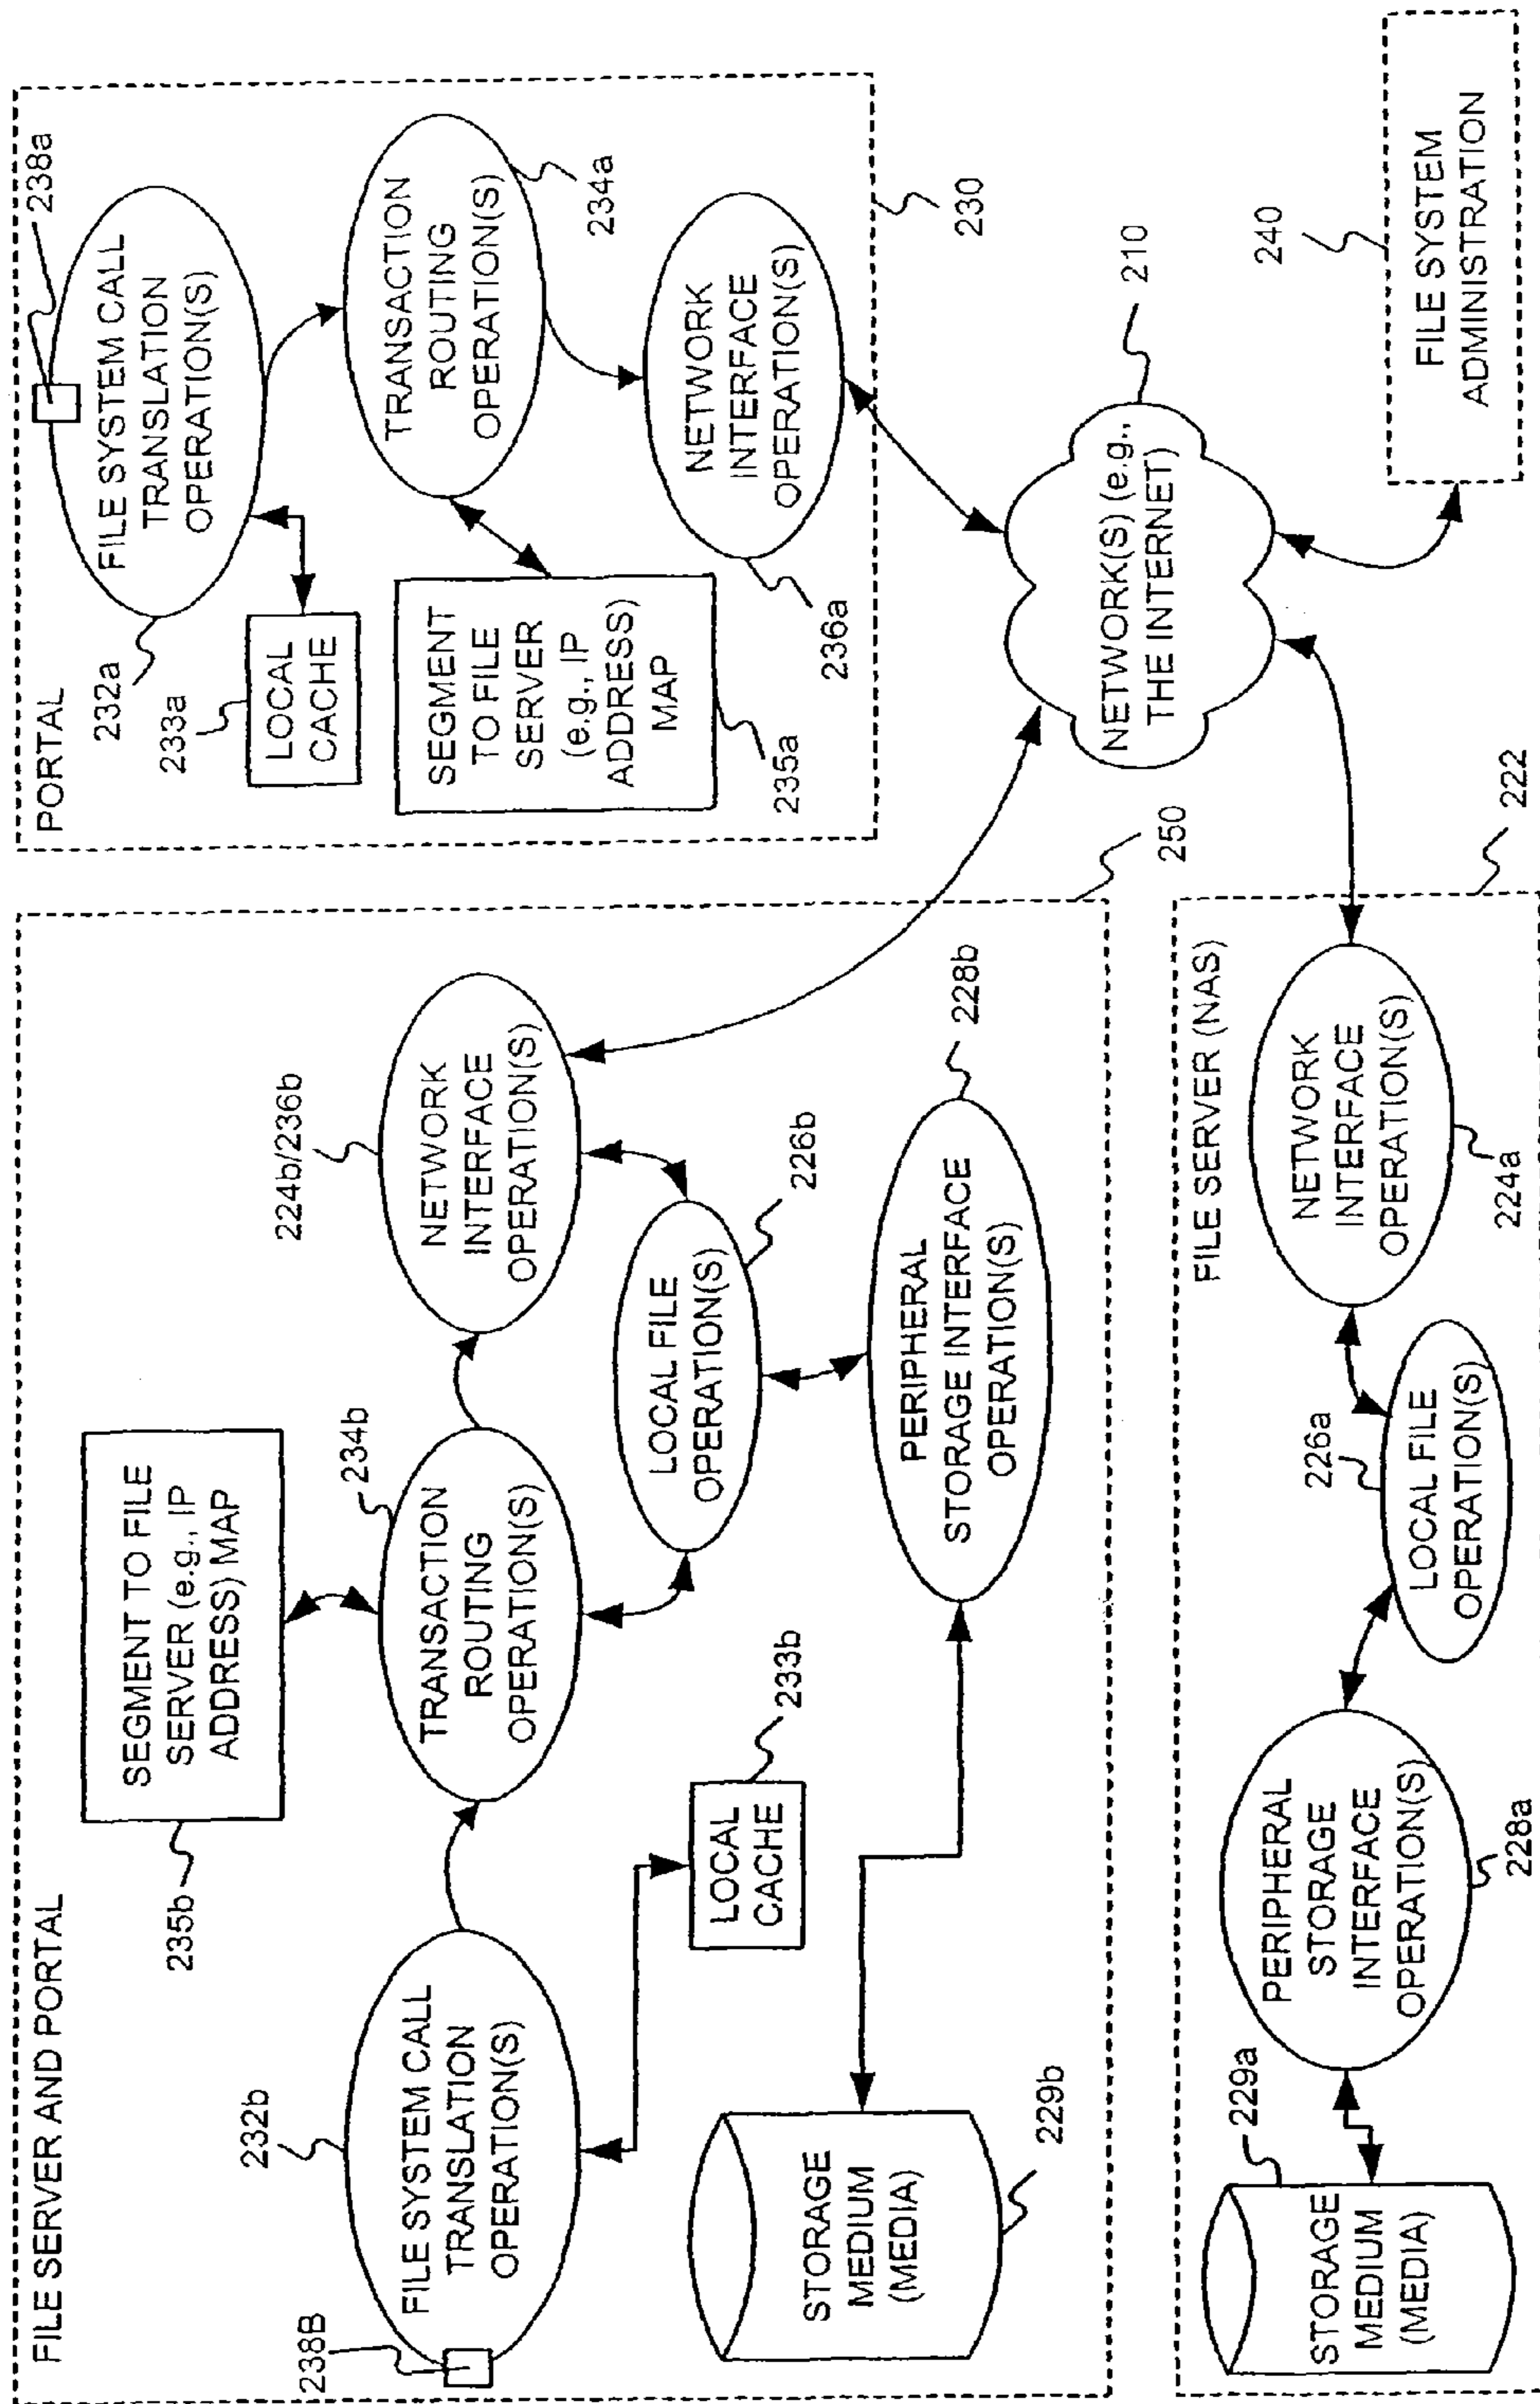 FILE SERVER AND PORTAL
235b
SEGMENT TO FILE
SERVER (e.g., IP
ADDRESS) MAP
232b
238B
FILE SYSTEM CALL
TRANSLATION
OPERATION(S)
234b
TRANSACTION
ROUTING
OPERATION(S)
224b/236b
NETWORK
INTERFACE
OPERATION(S)
LOCAL FILE
OPERATION(S)
226b
LOCAL
CACHE
233b
STORAGE
MEDIUM
(MEDIA)
229b
PERIPHERAL
STORAGE INTERFACE
OPERATION(S)
228b
250
PORTAL
238a
FILE SYSTEM CALL
TRANSLATION
OPERATION(S)
232a
233a
LOCAL
CACHE
TRANSACTION
ROUTING
OPERATION(S)
234a
SEGMENT
TO FILE
SERVER
(e.g., IP
ADDRESS)
MAP
235a
NETWORK
INTERFACE
OPERATION(S)
236a
230
210
NETWORK(S) (e.g.,
THE INTERNET)
240
FILE SYSTEM
ADMINISTRATION
FILE SERVER (NAS)
222
229a
STORAGE
MEDIUM
(MEDIA)
PERIPHERAL
STORAGE
INTERFACE
OPERATION(S)
228a
226a
LOCAL FILE
OPERATION(S)
NETWORK
INTERFACE
OPERATION(S)
224a